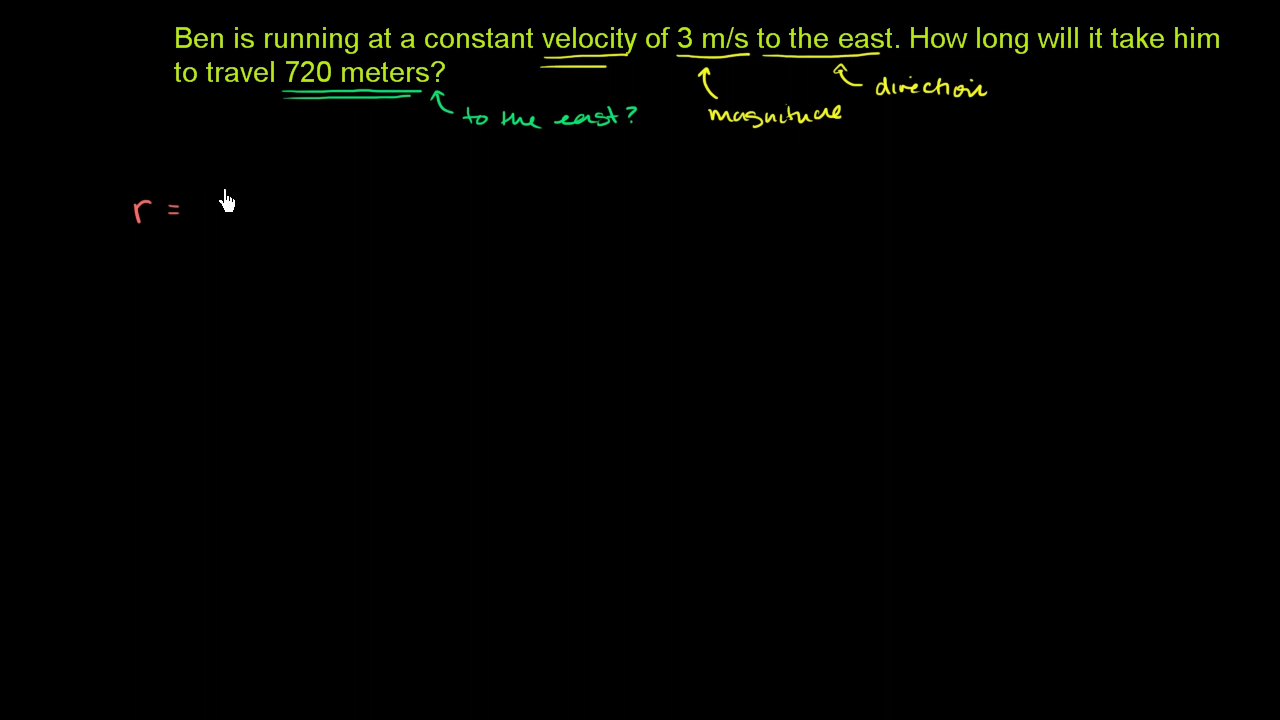 Ben is running at a constant velocity of 3 m/s to the east. How long will it take him
to travel 720 meters?
direction
to the east?
magnitude
r =